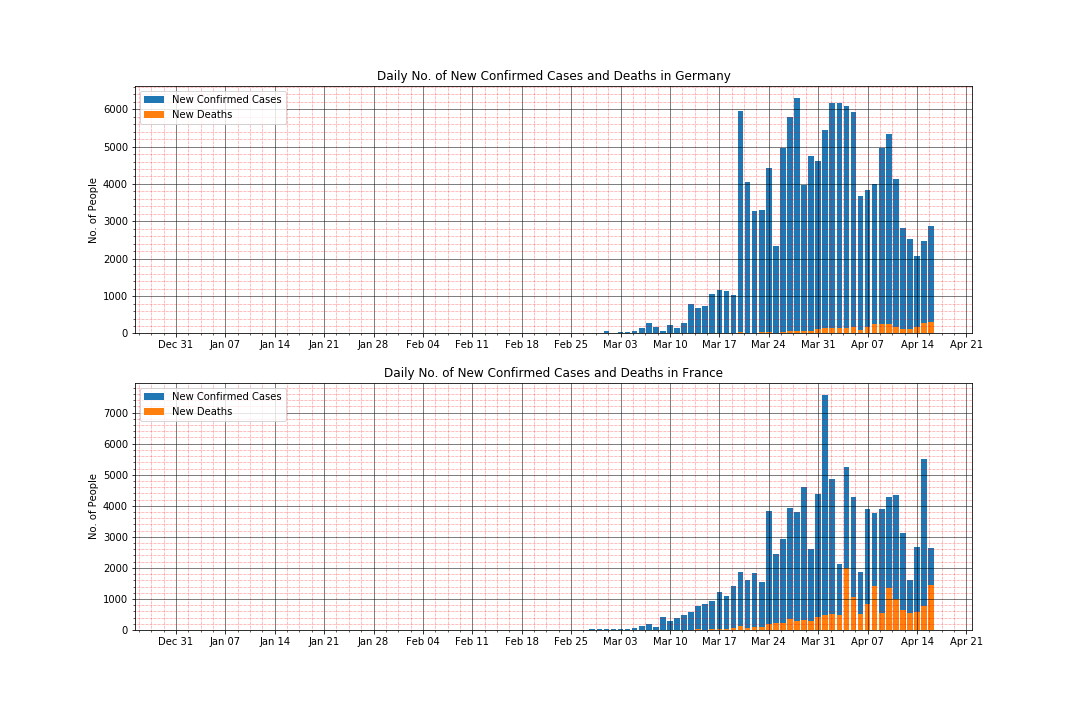 Daily No. of New Confirmed Cases and Deaths in Germany
New Confirmed Cases
New Deaths
No. of People
6000
5000
4000
3000
2000
1000
0
Dec 31 Jan 07 Jan 14 Jan 21 Jan 28 Feb 04 Feb 11 Feb 18 Feb 25 Mar 03 Mar 10 Mar 17 Mar 24 Mar 31 Apr 07 Apr 14 Apr 21
Daily No. of New Confirmed Cases and Deaths in France
New Confirmed Cases
New Deaths
No. of People
7000
6000
5000
4000
3000
2000
1000
0
Dec 31 Jan 07 Jan 14 Jan 21 Jan 28 Feb 04 Feb 11 Feb 18 Feb 25 Mar 03 Mar 10 Mar 17 Mar 24 Mar 31 Apr 07 Apr 14 Apr 21